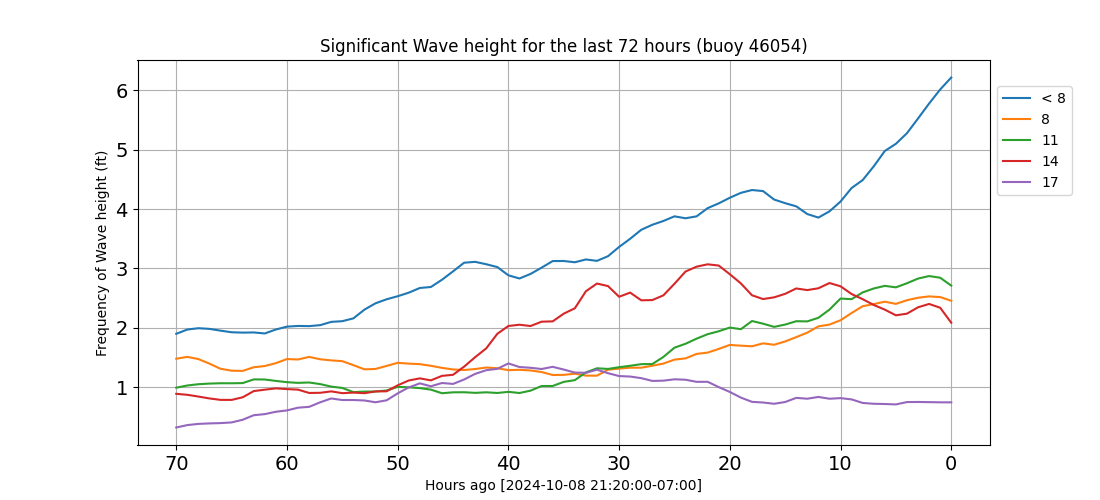 Significant Wave height for the last 72 hours (buoy 46054)
Frequency of Wave height (ft)
6
5
4
3
2
1
70 60 50 40 30 20 10 0
Hours ago [2024-10-08 21:20:00-07:00]
< 8
8
11
14
17